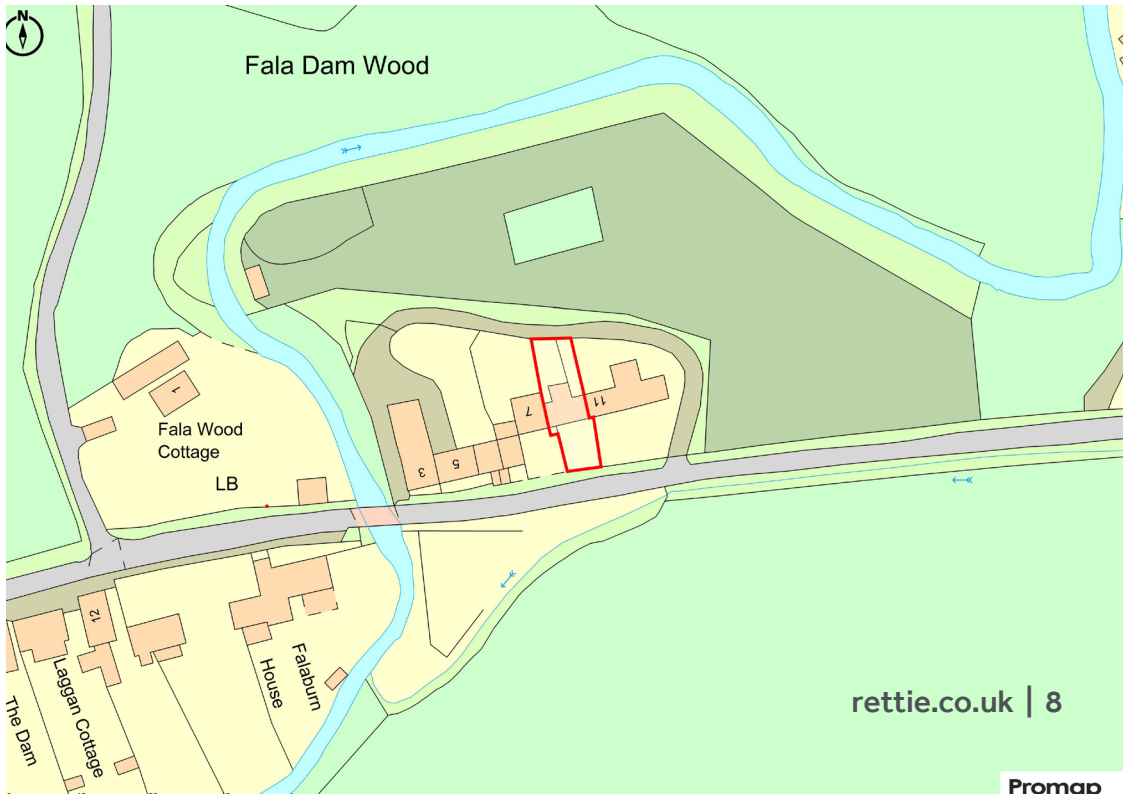 N
Fala Dam Wood
1
Fala Wood
Cottage
LB
3
5
7
11
12
Laggan Cottage
The Dam
Falaburn
House
rettie.co.uk | 8
Promap